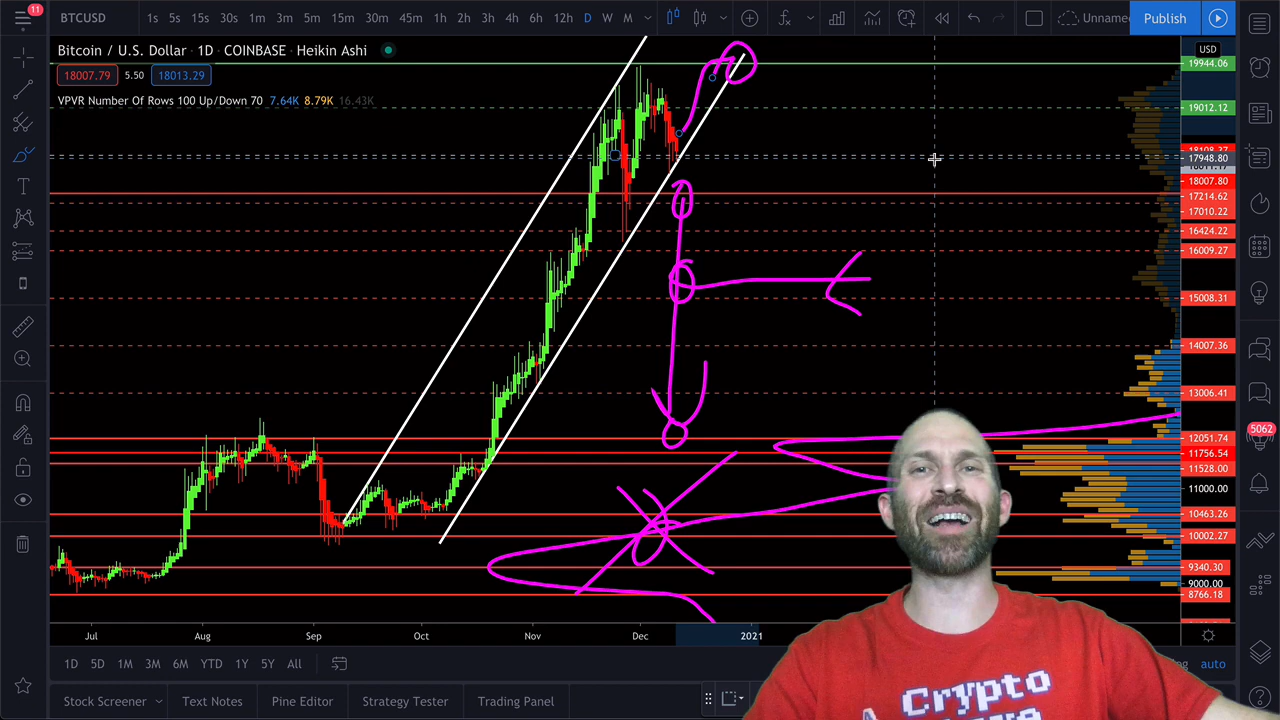 11
BTCUSD
1s 5s 15s 30s 1m 3m 5m 15m 30m 45m 1h 2h 3h 4h 6h 12h D W M
Unname
Publish
Bitcoin / U.S. Dollar · 1D · COINBASE · Heikin Ashi
USD
18007.79 5.50 18013.29
VPVR Number Of Rows 100 Up/Down 70 7.64K 8.79K 16.43K
19944.06
19012.12
17948.80
18007.80
17214.62
17010.22
16424.22
16009.27
15008.31
14007.36
13006.41
12051.74
5062
11756.54
11528.00
11000.00
10463.26
10002.27
9340.30
9000.00
8766.18
Jul Aug Sep Oct Nov Dec 2021
1D 5D 1M 3M 6M YTD 1Y 5Y All
auto
Stock Screener Text Notes Pine Editor Strategy Tester Trading Panel
A Crypto